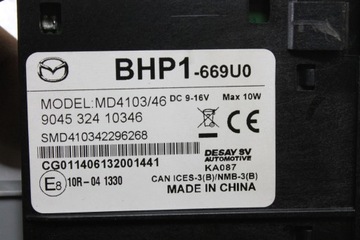 BHP1-669U0
MODEL:MD4103/46 DC 9-16V Max 10W
9045 324 10346
SMD410342296268
CG011406132001441
DESAY SV
AUTOMOTIVE
KA087
E8 10R-04 1330
CAN ICES-3(B)/NMB-3(B)
MADE IN CHINA